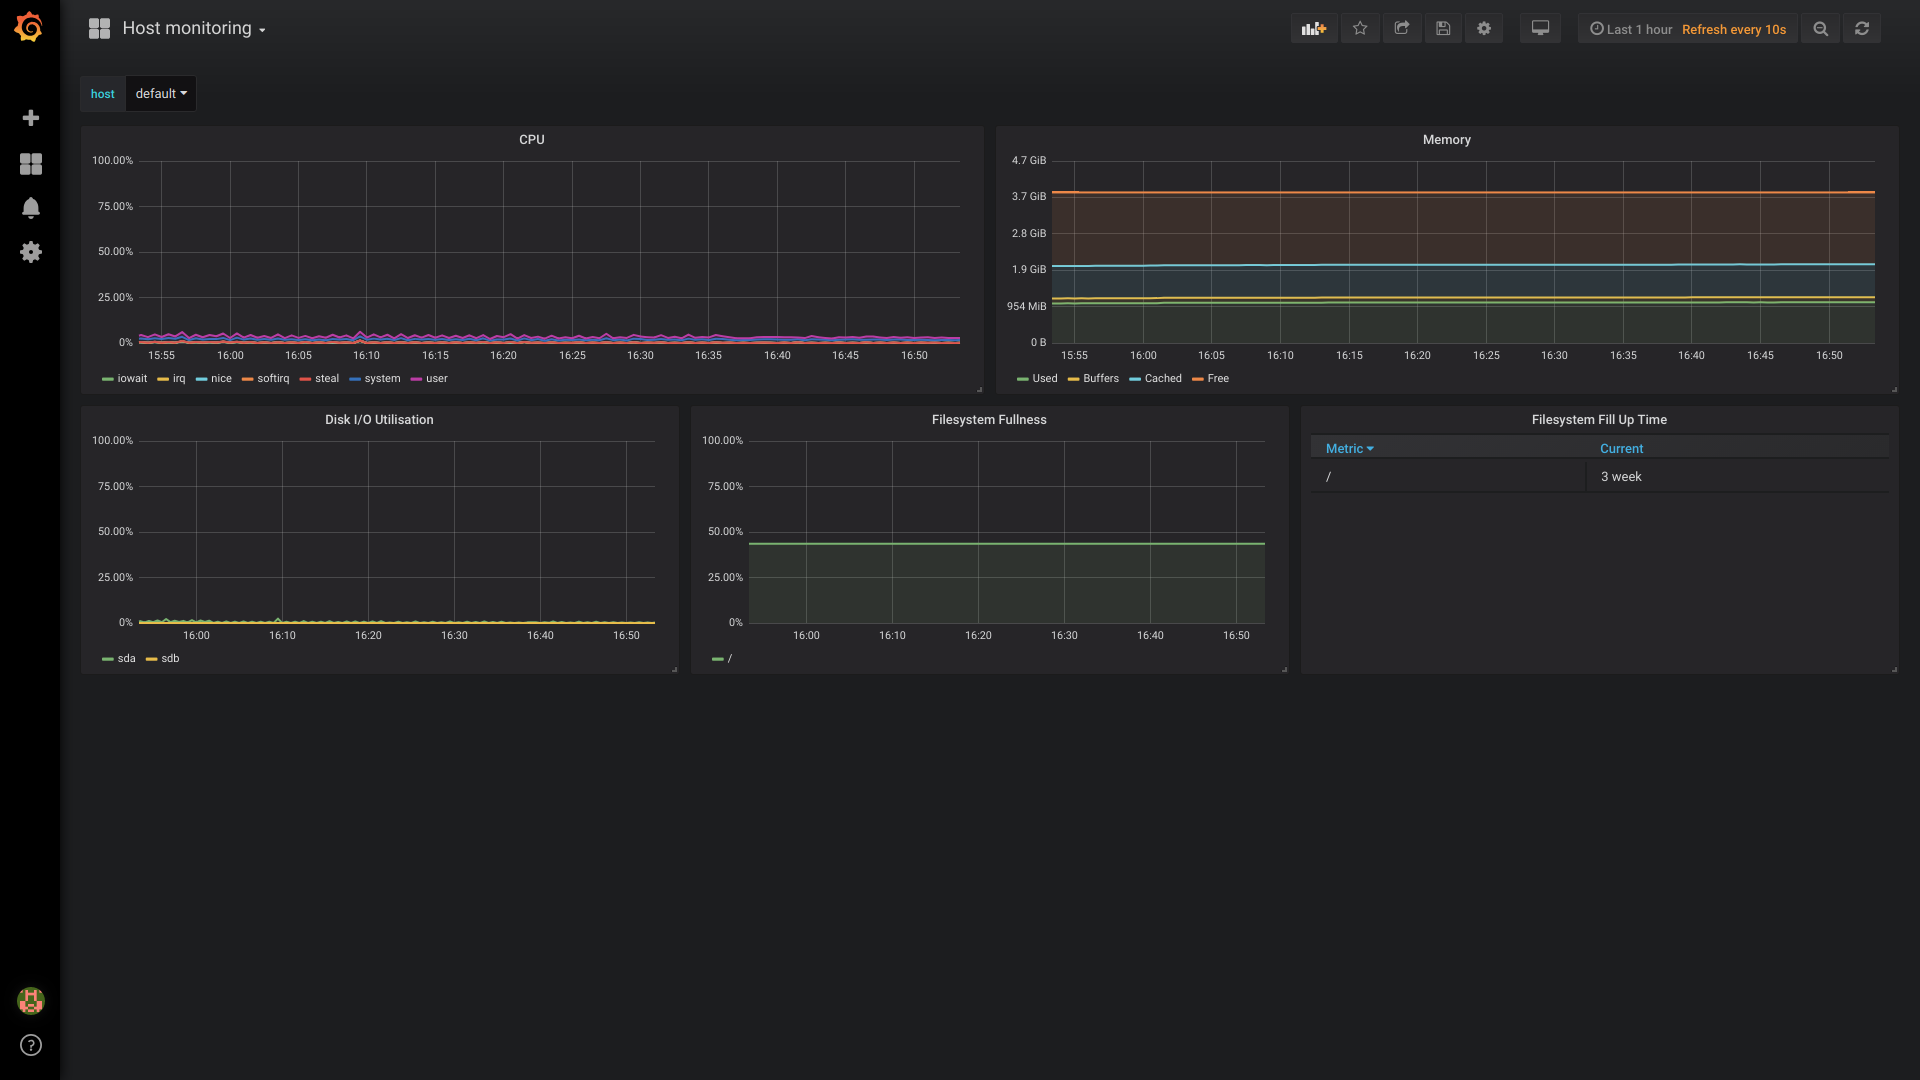 Host monitoring
Last 1 hour Refresh every 10s
host default
CPU
100.00%
75.00%
50.00%
25.00%
0%
15:55 16:00 16:05 16:10 16:15 16:20 16:25 16:30 16:35 16:40 16:45 16:50
iowait irq nice softirq steal system user
Memory
4.7 GiB
3.7 GiB
2.8 GiB
1.9 GiB
954 MiB
0 B
15:55 16:00 16:05 16:10 16:15 16:20 16:25 16:30 16:35 16:40 16:45 16:50
Used Buffers Cached Free
Disk I/O Utilisation
100.00%
75.00%
50.00%
25.00%
0%
16:00 16:10 16:20 16:30 16:40 16:50
sda sdb
Filesystem Fullness
100.00%
75.00%
50.00%
25.00%
0%
16:00 16:10 16:20 16:30 16:40 16:50
/
Filesystem Fill Up Time
Metric Current
/ 3 week
?